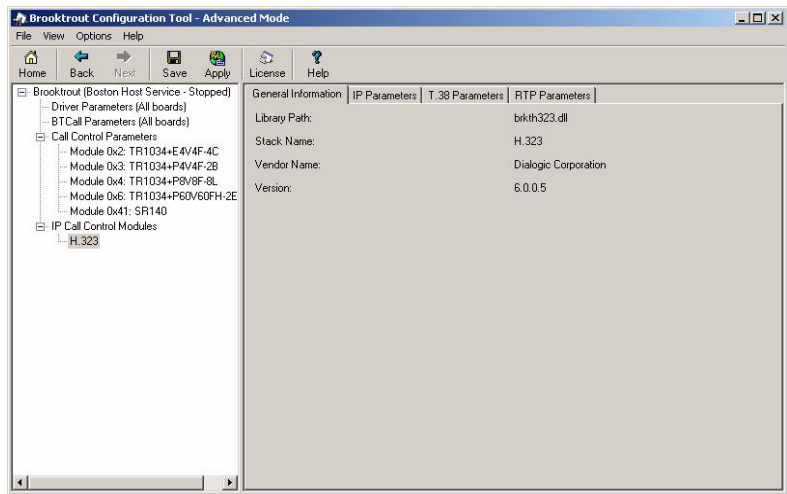 Brooktrout Configuration Tool - Advanced Mode
File View Options Help
Home Back Next Save Apply License Help
Brooktrout (Boston Host Service - Stopped)
Driver Parameters (All boards)
BTCall Parameters (All boards)
Call Control Parameters
Module 0x2: TR1034+E4V4F-4C
Module 0x3: TR1034+P4V4F-2B
Module 0x4: TR1034+P8V8F-8L
Module 0x6: TR1034+P60V60FH-2E
Module 0x41: SR140
IP Call Control Modules
H.323
General Information IP Parameters T.38 Parameters RTP Parameters
Library Path: brkth323.dll
Stack Name: H.323
Vendor Name: Dialogic Corporation
Version: 6.0.0.5